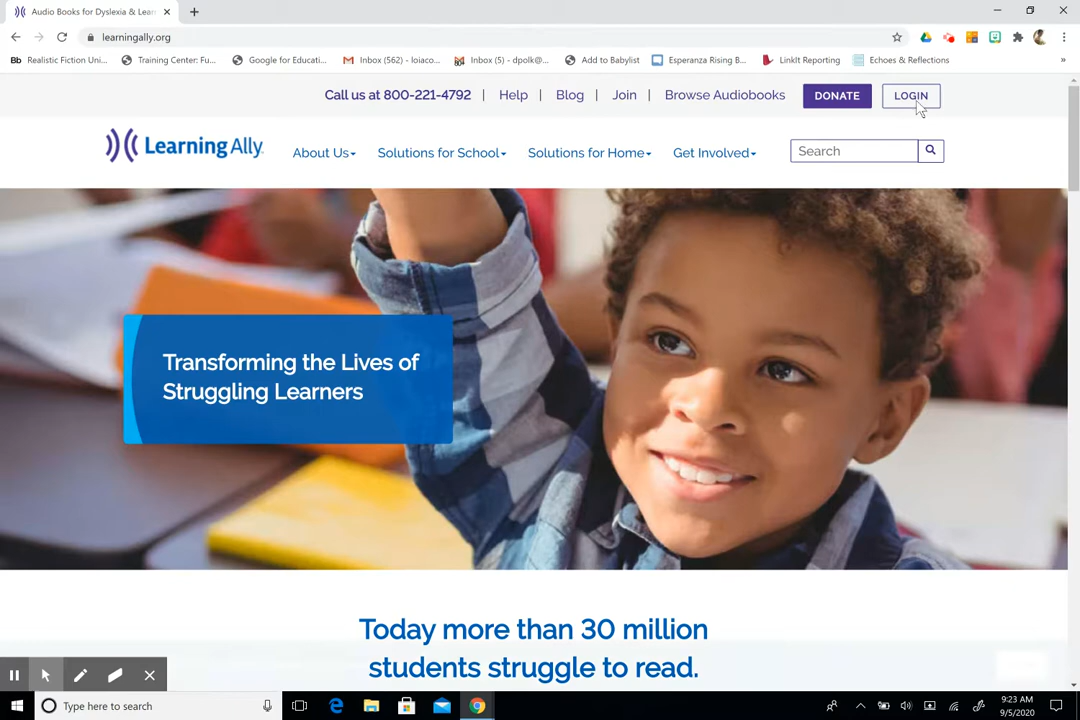 Audio Books for Dyslexia & Lear
learningally.org
Bb Realistic Fiction Uni... Training Center: Fu... Google for Educati... Inbox (562) - loiaco... Inbox (5) - dpolk@... Add to Babylist Esperanza Rising B... LinkIt Reporting Echoes & Reflections »
Call us at 800-221-4792 | Help | Blog | Join | Browse Audiobooks DONATE LOGIN
Learning Ally About Us Solutions for School Solutions for Home Get Involved Search
Transforming the Lives of
Struggling Learners
Today more than 30 million
students struggle to read.
Type here to search
9:23 AM
9/5/2020